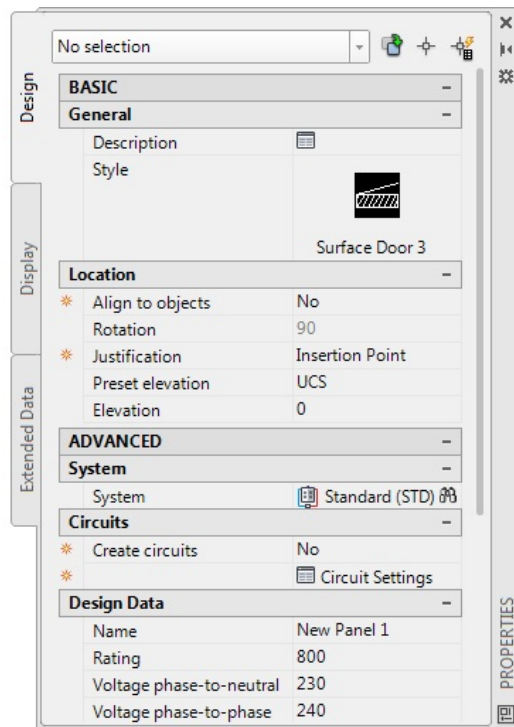 No selection
Design
Display
Extended Data
PROPERTIES
BASIC
General
Description
Style
Surface Door 3
Location
Align to objects No
Rotation 90
Justification Insertion Point
Preset elevation UCS
Elevation 0
ADVANCED
System
System Standard (STD)
Circuits
Create circuits No
Circuit Settings
Design Data
Name New Panel 1
Rating 800
Voltage phase-to-neutral 230
Voltage phase-to-phase 240